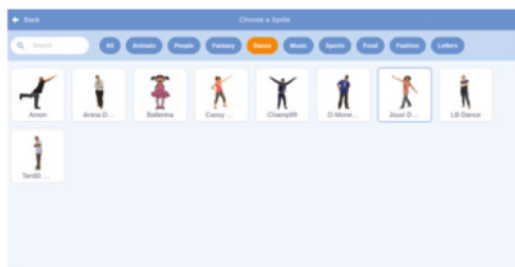 Back
Choose a Sprite
Search
All Animals People Fantasy Dance Music Sports Food Fashion Letters
Amon Anina D... Ballerina Cassy ... Champ99 D-Mone... Jouvi D... LB Dance
Ten80 ...